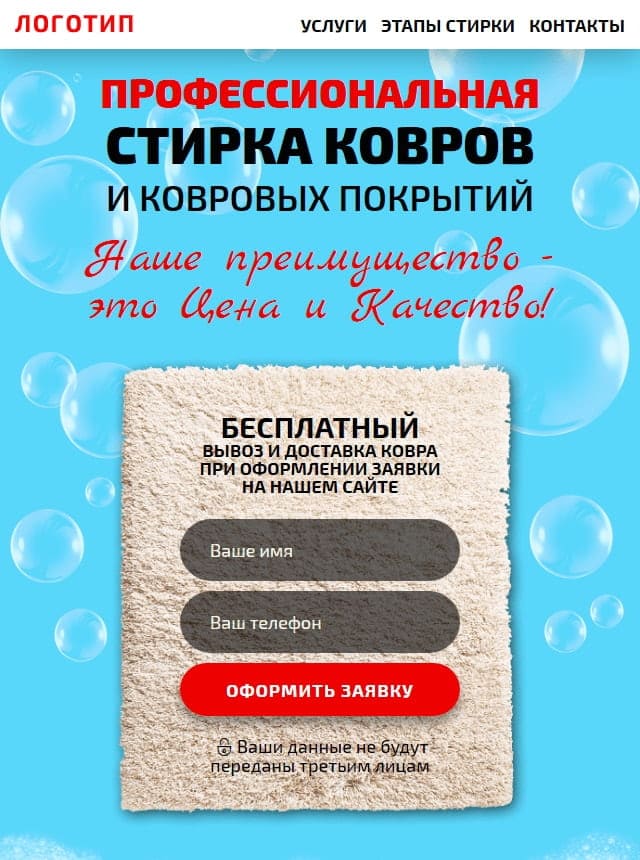 ЛОГОТИП
УСЛУГИ ЭТАПЫ СТИРКИ КОНТАКТЫ
ПРОФЕССИОНАЛЬНАЯ
СТИРКА КОВРОВ
И КОВРОВЫХ ПОКРЫТИЙ
Наше преимущество -
это Цена и Качество!
БЕСПЛАТНЫЙ
ВЫВОЗ И ДОСТАВКА КОВРА
ПРИ ОФОРМЛЕНИИ ЗАЯВКИ
НА НАШЕМ САЙТЕ
Ваше имя
Ваш телефон
ОФОРМИТЬ ЗАЯВКУ
Ваши данные не будут
переданы третьим лицам